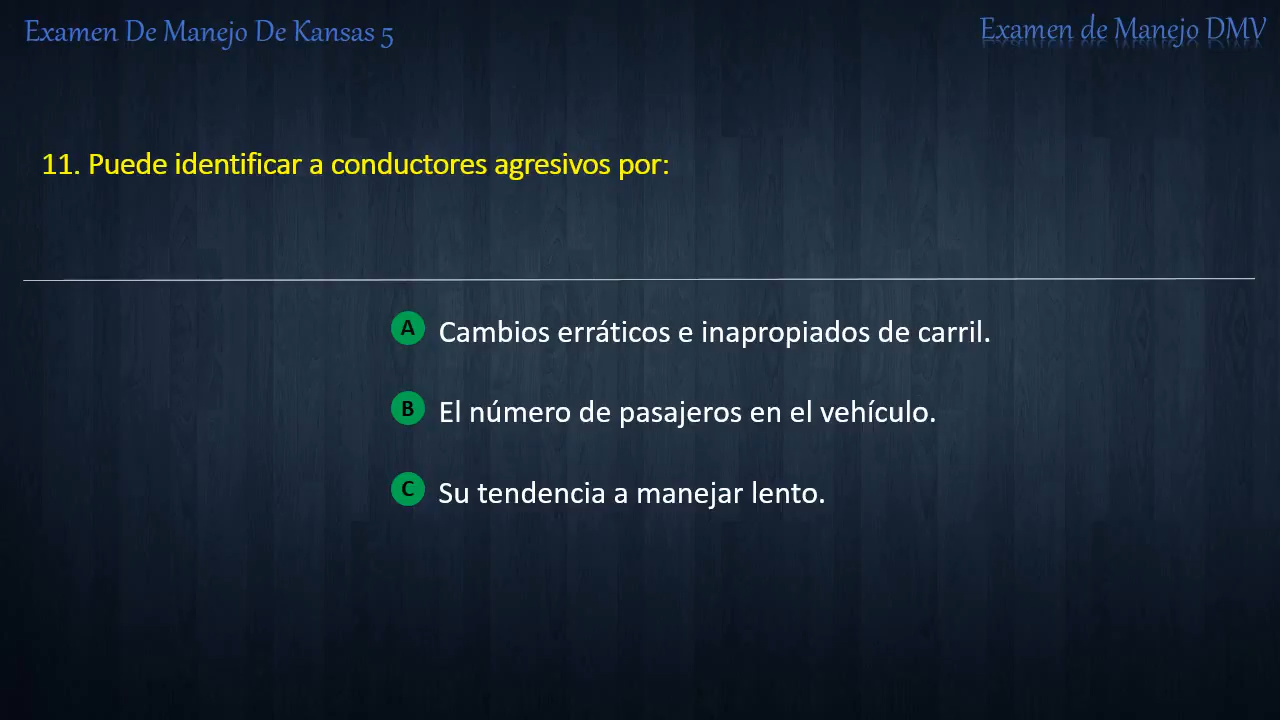 Examen De Manejo De Kansas 5
Examen de Manejo DMV
11. Puede identificar a conductores agresivos por:
A Cambios erráticos e inapropiados de carril.
B El número de pasajeros en el vehículo.
C Su tendencia a manejar lento.